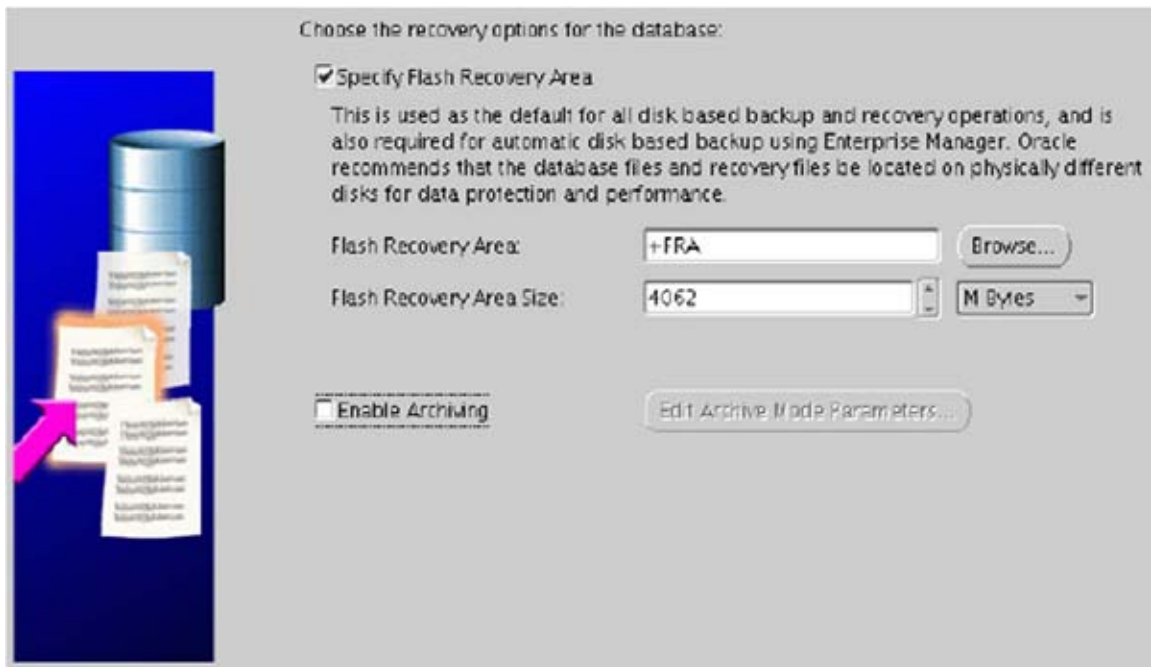 Choose the recovery options for the database:
Specify Flash Recovery Area
This is used as the default for all disk based backup and recovery operations, and is
also required for automatic disk based backup using Enterprise Manager. Oracle
recommends that the database files and recovery files be located on physically different
disks for data protection and performance.
Flash Recovery Area: +FRA Browse...
Flash Recovery Area Size: 4062 M Bytes
Enable Archiving Edit Archive Mode Parameters...